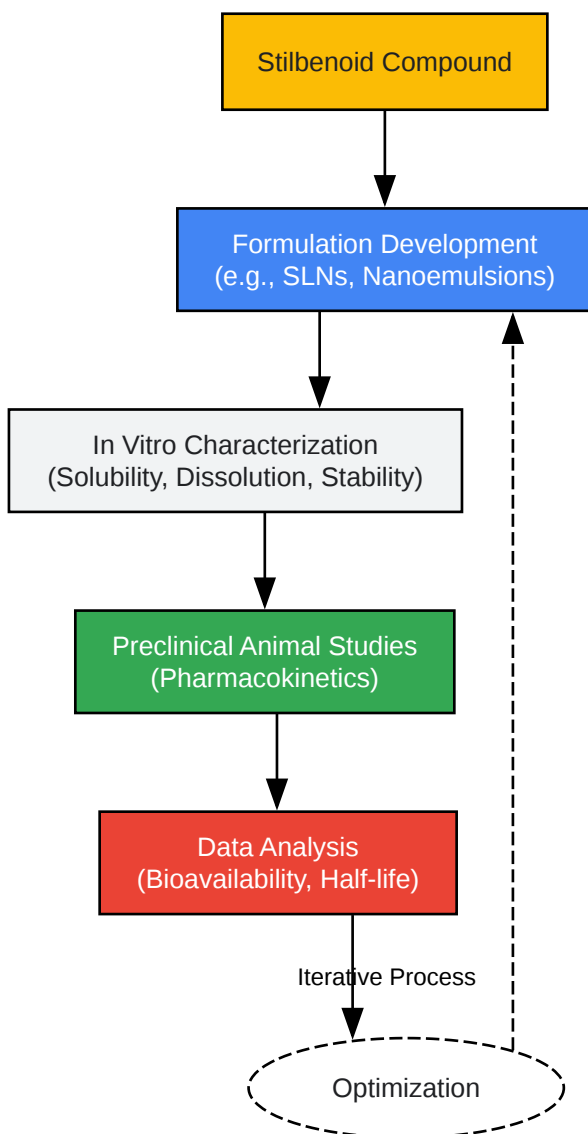 Stilbenoid Compound
Formulation Development
(e.g., SLNs, Nanoemulsions)
In Vitro Characterization
(Solubility, Dissolution, Stability)
Preclinical Animal Studies
(Pharmacokinetics)
Data Analysis
(Bioavailability, Half-life)
Iterative Process
Optimization